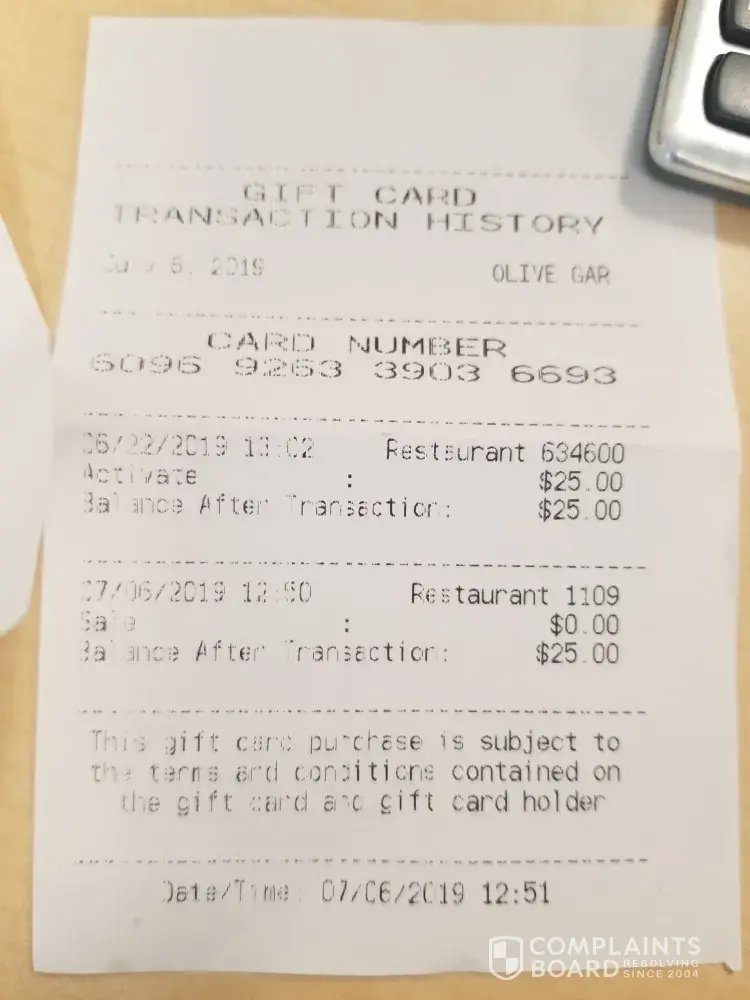 GIFT CARD
TRANSACTION HISTORY
July 6, 2019 OLIVE GAR
CARD NUMBER
6096 9263 3903 6693
06/22/2019 13:02 Restaurant 634600
Activate : $25.00
Balance After Transaction: $25.00
07/06/2019 12:50 Restaurant 1109
Sale : $0.00
Balance After Transaction: $25.00
This gift card purchase is subject to
the terms and conditions contained on
the gift card and gift card holder
Date/Time: 07/06/2019 12:51
COMPLAINTS
BOARD RESOLVING
SINCE 2004